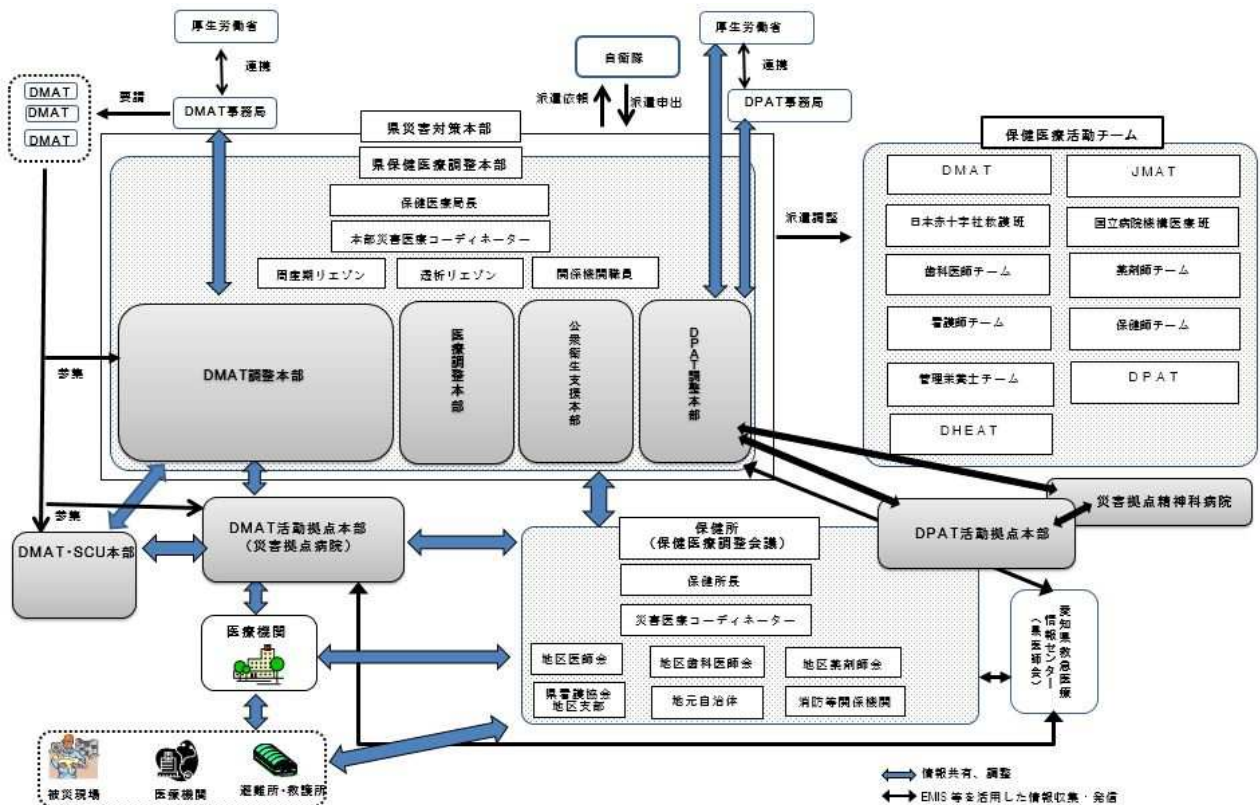 厚生労働省
連携
DMAT
DMAT
DMAT
要請
DMAT事務局
自衛隊
派遣依頼
派遣申出
厚生労働省
連携
DPAT事務局
県災害対策本部
県保健医療調整本部
保健医療局長
本部災害医療コーディネーター
周産期リエゾン
透析リエゾン
関係機関職員
DMAT調整本部
医療調整本部
公衆衛生支援本部
DPAT調整本部
派遣調整
保健医療活動チーム
DMAT
JMAT
日本赤十字社救護班
国立病院機構医療班
歯科医師チーム
薬剤師チーム
看護師チーム
保健師チーム
管理栄養士チーム
DPAT
DHEAT
参集
参集
DMAT・SCU本部
DMAT活動拠点本部
(災害拠点病院)
保健所
(保健医療調整会議)
保健所長
災害医療コーディネーター
地区医師会
地区歯科医師会
地区薬剤師会
県看護協会
地区支部
地元自治体
消防等関係機関
DPAT活動拠点本部
災害拠点精神科病院
愛知県救急医療
情報センター
(県医師会)
医療機関
被災現場
医療機関
避難所・救護所
情報共有、調整
EMIS等を活用した情報収集・発信